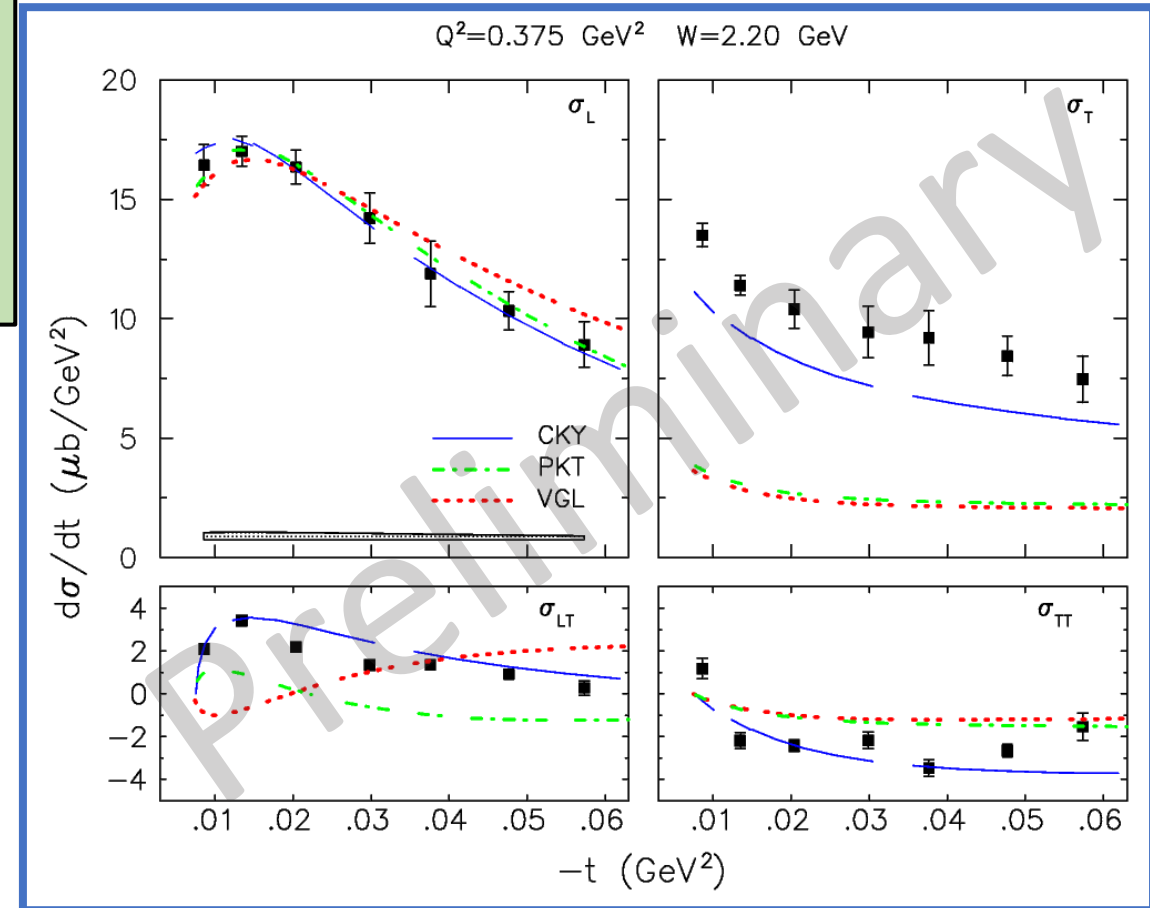 Q²=0.375 GeV² W=2.20 GeV
20
15
10
5
0
σL
CKY
PKT
VGL
σT
dσ/dt (μb/GeV²)
4
2
0
−2
−4
σLT
σTT
.01 .02 .03 .04 .05 .06
.01 .02 .03 .04 .05 .06
−t (GeV²)
Preliminary